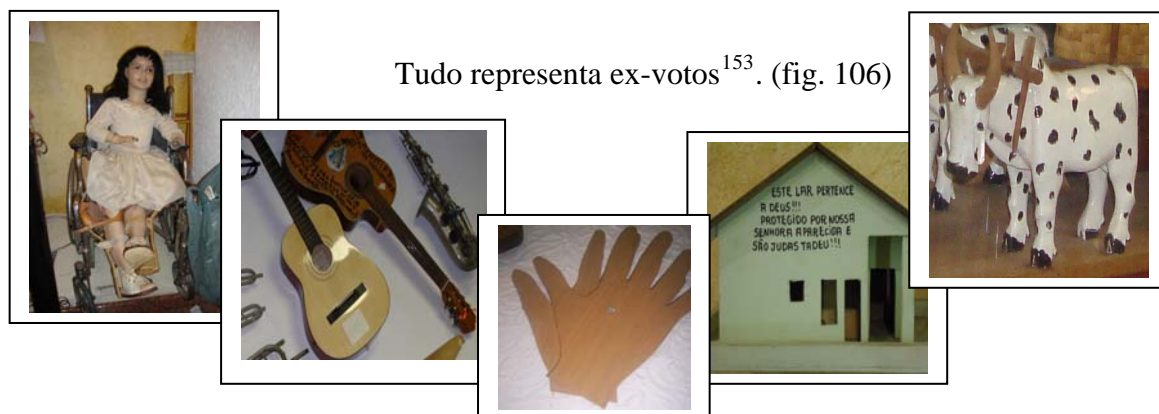 Tudo representa ex-votos¹⁵³. (fig. 106)
ESTE LAR PERTENCE
A DEUS!!!
PROTEGIDO POR NOSSA
SENHORA APARECIDA E
SÃO JUDAS TADEU!!!